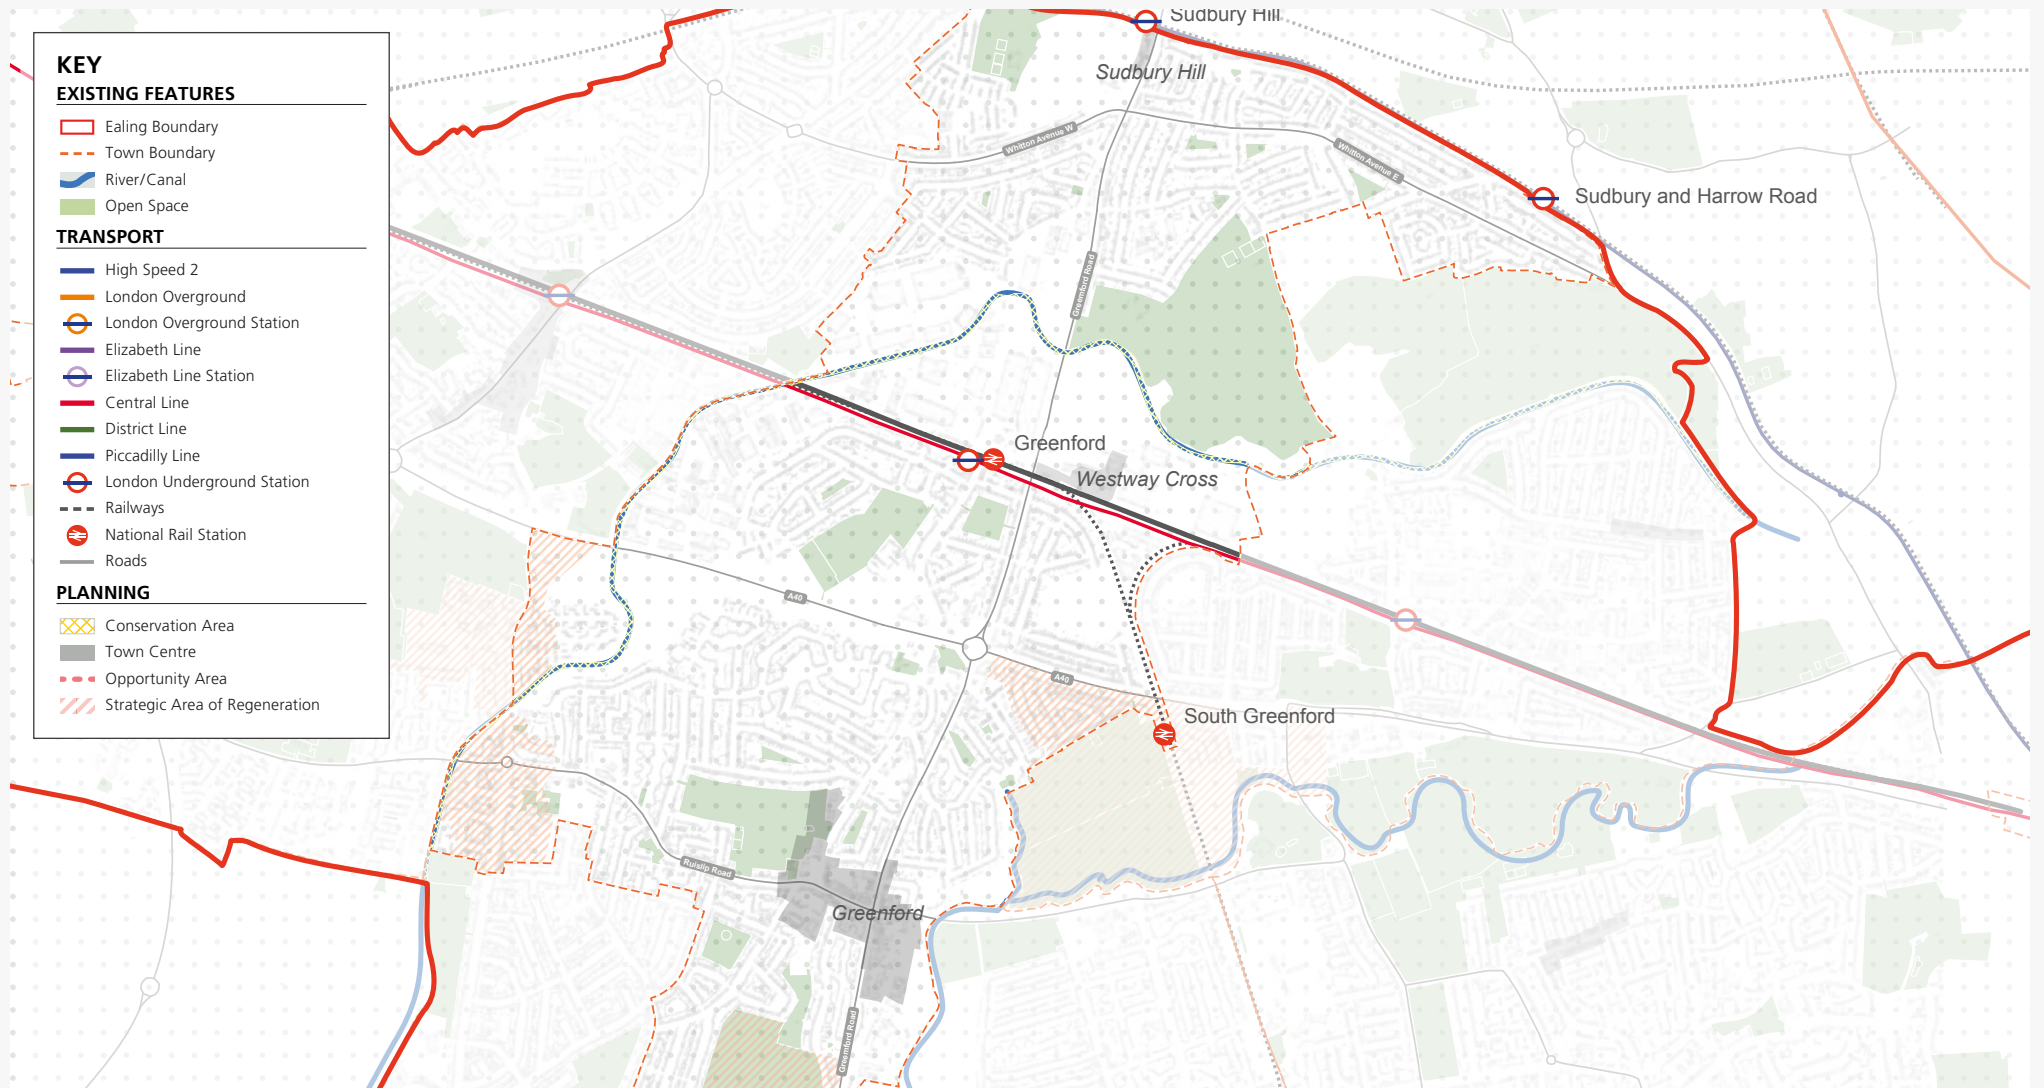 KEY
EXISTING FEATURES
Ealing Boundary
Town Boundary
River/Canal
Open Space
TRANSPORT
High Speed 2
London Overground
London Overground Station
Elizabeth Line
Elizabeth Line Station
Central Line
District Line
Piccadilly Line
London Underground Station
Railways
National Rail Station
Roads
PLANNING
Conservation Area
Town Centre
Opportunity Area
Strategic Area of Regeneration
Sudbury Hill
Sudbury Hill
Whitton Avenue W
Whitton Avenue E
Sudbury and Harrow Road
Greenford Road
Greenford
Westway Cross
A40
A40
South Greenford
Ruislip Road
Greenford
Greenford Road